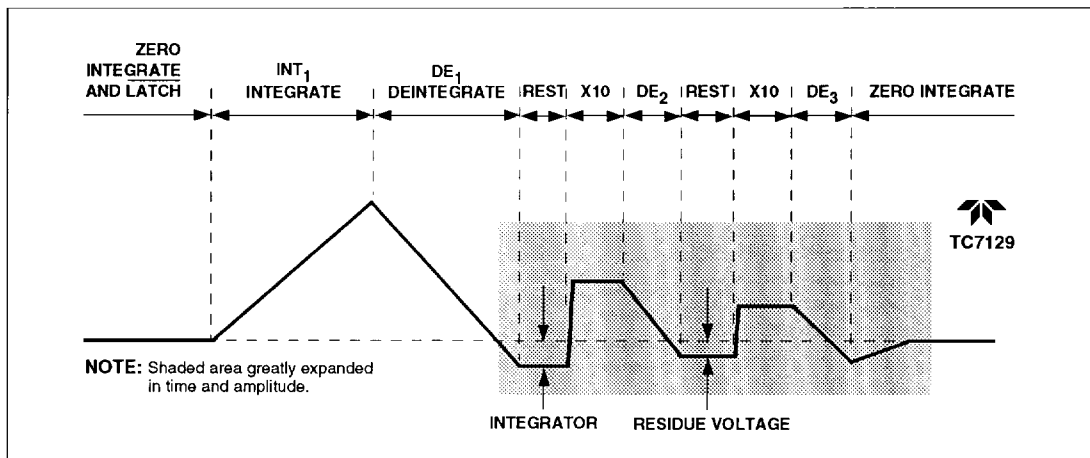 ZERO
INTEGRATE
AND LATCH
INT1
INTEGRATE
DE1
DEINTEGRATE
REST
X10
DE2
REST
X10
DE3
ZERO INTEGRATE
TC7129
NOTE: Shaded area greatly expanded
in time and amplitude.
INTEGRATOR
RESIDUE VOLTAGE